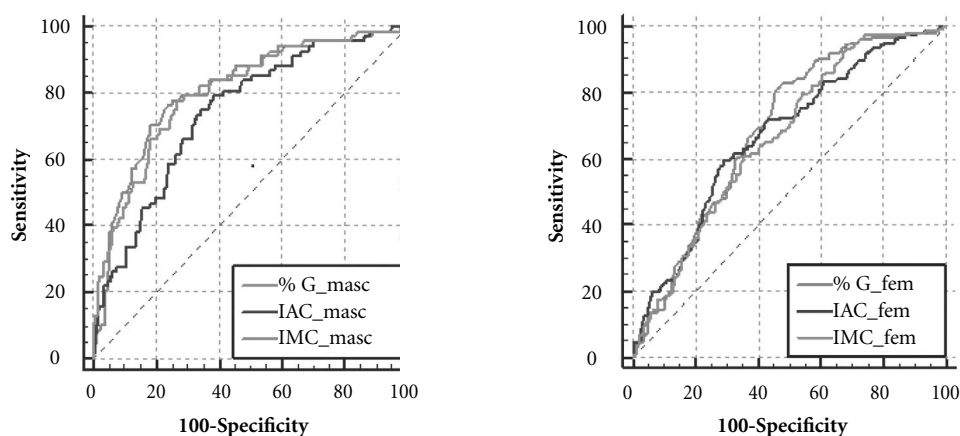 100
80
60
40
20
0
Sensitivity
0 20 40 60 80 100
100-Specificity
% G_masc
IAC_masc
IMC_masc
100
80
60
40
20
0
Sensitivity
0 20 40 60 80 100
100-Specificity
% G_fem
IAC_fem
IMC_fem